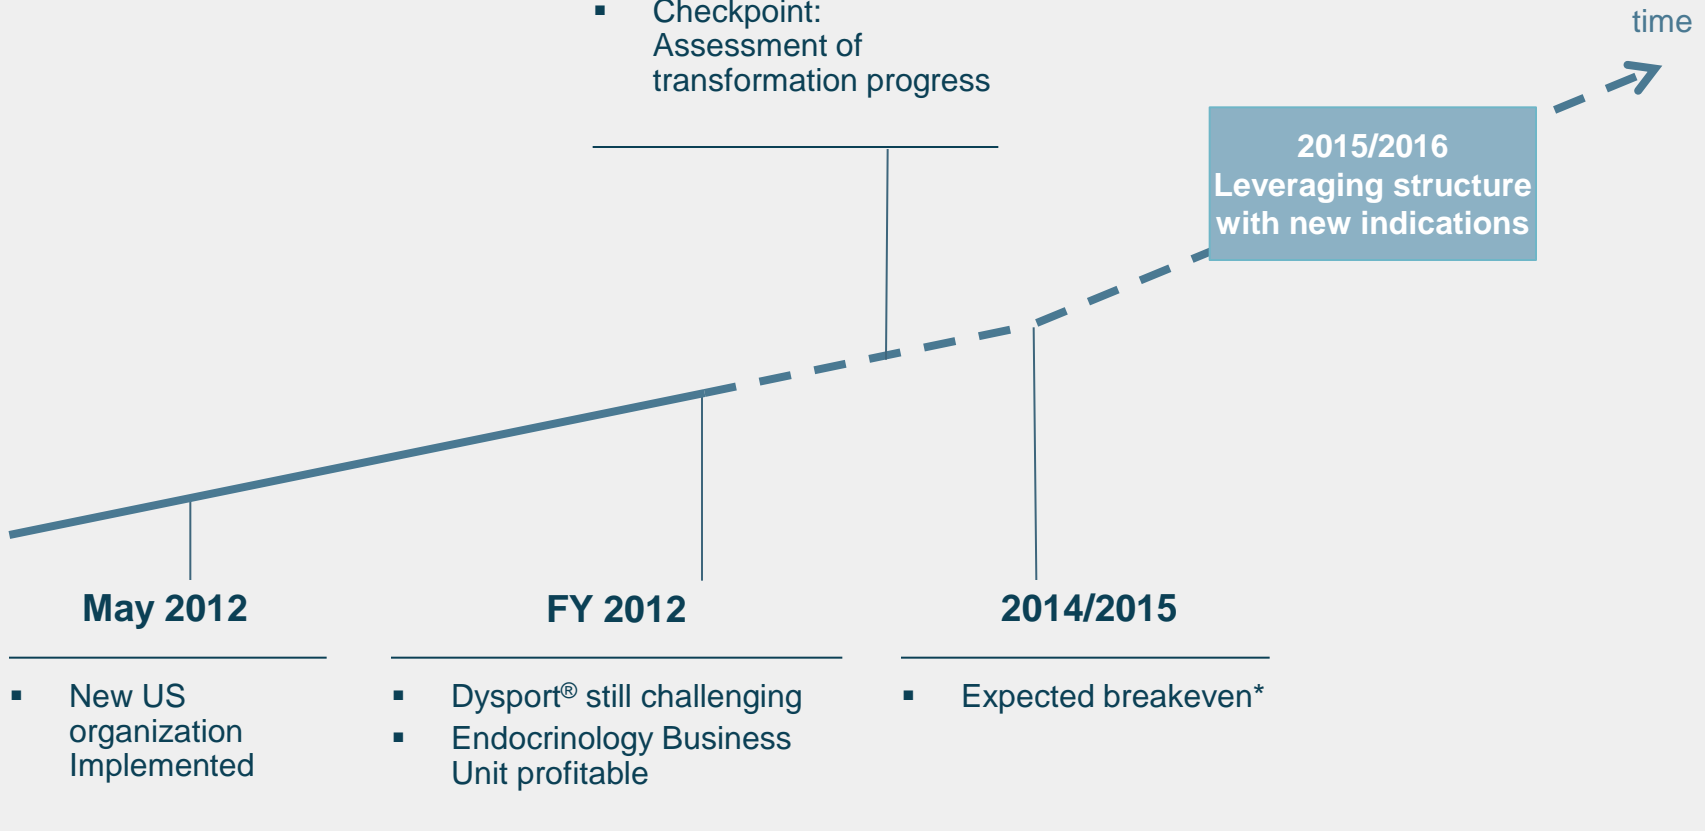 ▪ Checkpoint:
Assessment of
transformation progress
time
2015/2016
Leveraging structure
with new indications
May 2012
▪ New US
organization
Implemented
FY 2012
▪ Dysport® still challenging
▪ Endocrinology Business
Unit profitable
2014/2015
▪ Expected breakeven*